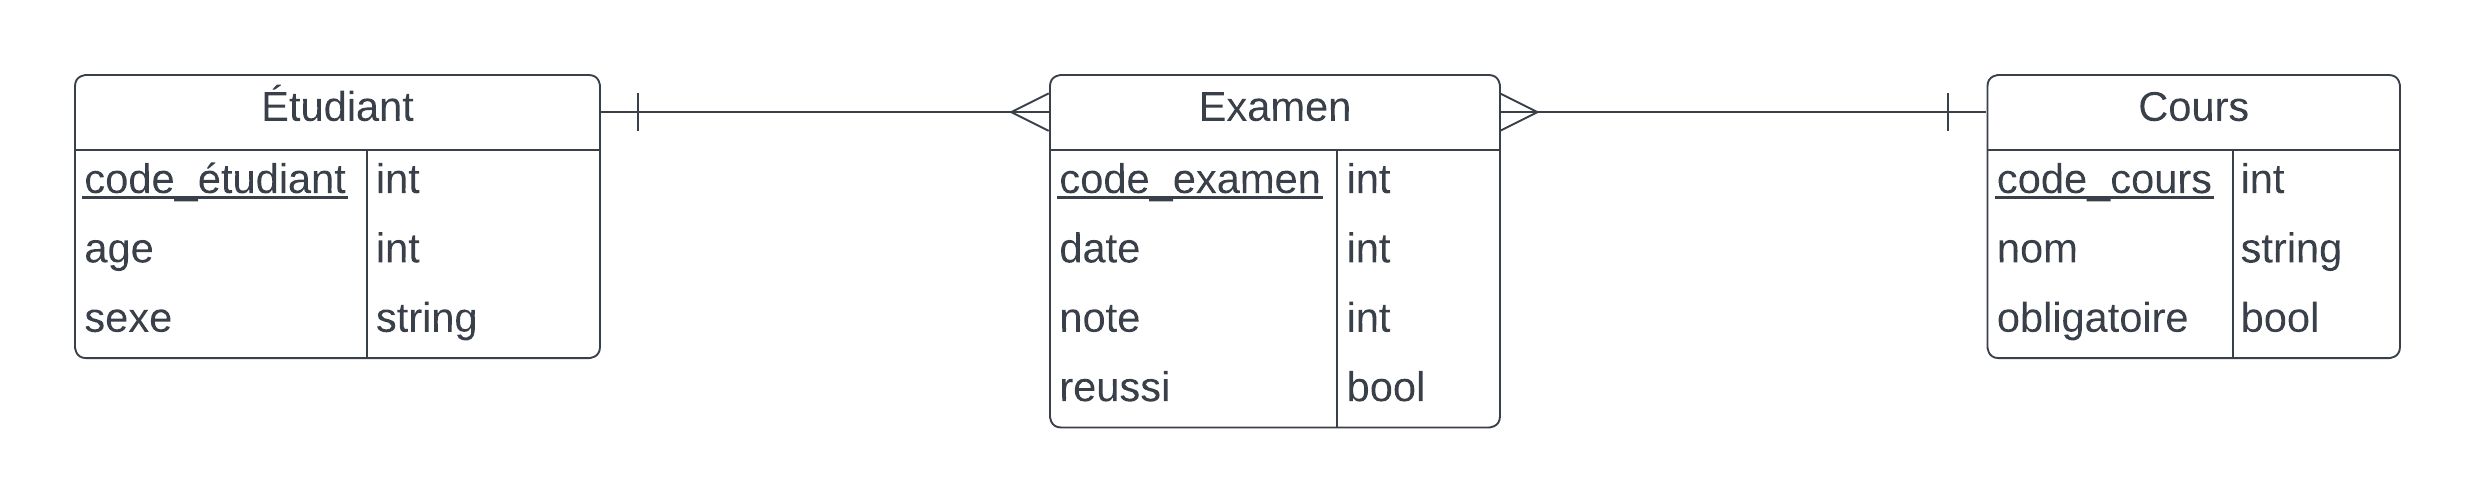 Étudiant
code_étudiant int
age int
sexe string
Examen
code_examen int
date int
note int
reussi bool
Cours
code_cours int
nom string
obligatoire bool